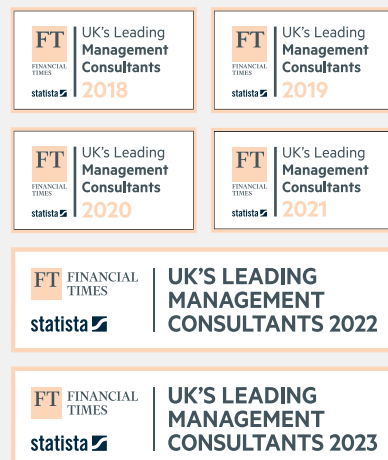 FT
FINANCIAL
TIMES
statista
UK's Leading
Management
Consultants
2018
FT
FINANCIAL
TIMES
statista
UK's Leading
Management
Consultants
2019
FT
FINANCIAL
TIMES
statista
UK's Leading
Management
Consultants
2020
FT
FINANCIAL
TIMES
statista
UK's Leading
Management
Consultants
2021
FT
FINANCIAL
TIMES
statista
UK'S LEADING
MANAGEMENT
CONSULTANTS 2022
FT
FINANCIAL
TIMES
statista
UK'S LEADING
MANAGEMENT
CONSULTANTS 2023